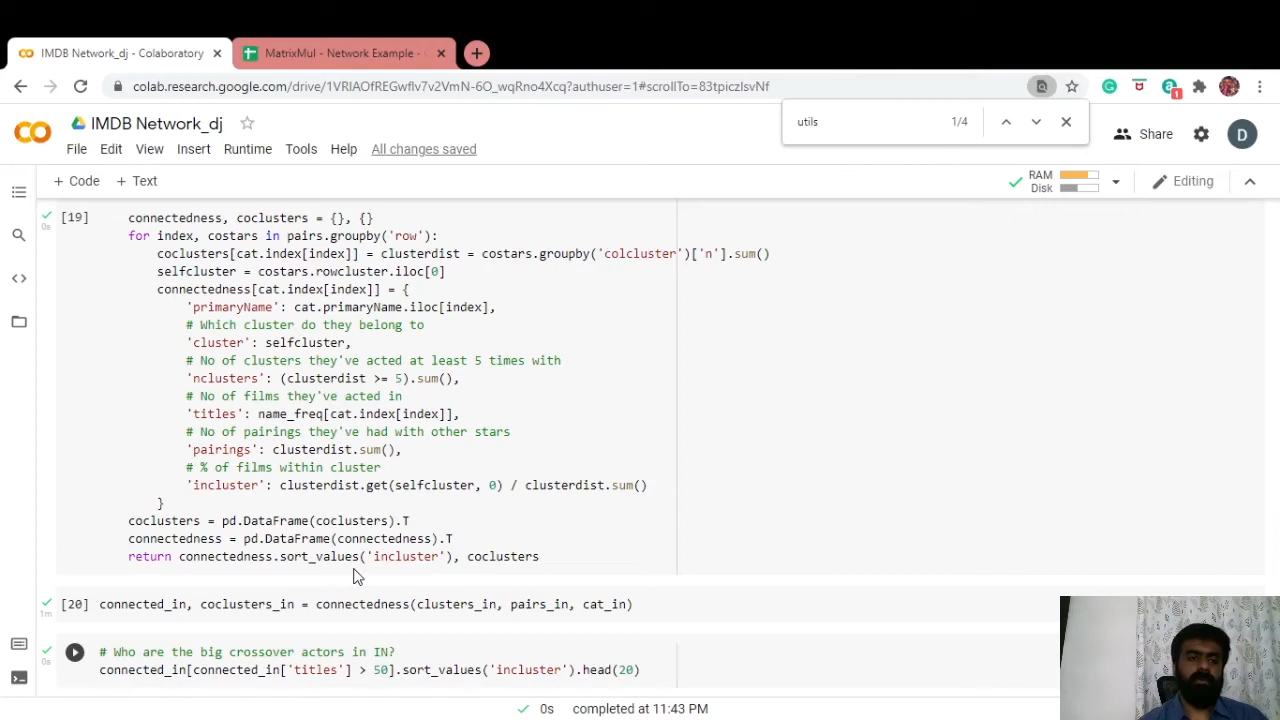 IMDB Network_dj - Colaboratory
MatrixMul - Network Example -
colab.research.google.com/drive/1VRIAOfREGwflv7v2YmN-6O_wqRno4Xcq?authuser=1#scrollTo=83tpiczlsvNf
1
utils 1/4
IMDB Network_dj
Share
D
File Edit View Insert Runtime Tools Help All changes saved
+ Code + Text
RAM
Disk
Editing
[19] connectedness, coclusters = {}, {}
0s
for index, costars in pairs.groupby('row'):
coclusters[cat.index[index]] = clusterdist = costars.groupby('colcluster')['n'].sum()
selfcluster = costars.rowcluster.iloc[0]
connectedness[cat.index[index]] = {
'primaryName': cat.primaryName.iloc[index],
# Which cluster do they belong to
'cluster': selfcluster,
# No of clusters they've acted at least 5 times with
'nclusters': (clusterdist >= 5).sum(),
# No of films they've acted in
'titles': name_freq[cat.index[index]],
# No of pairings they've had with other stars
'pairings': clusterdist.sum(),
# % of films within cluster
'incluster': clusterdist.get(selfcluster, 0) / clusterdist.sum()
}
coclusters = pd.DataFrame(coclusters).T
connectedness = pd.DataFrame(connectedness).T
return connectedness.sort_values('incluster'), coclusters
[20] connected_in, coclusters_in = connectedness(clusters_in, pairs_in, cat_in)
1m
# Who are the big crossover actors in IN?
0s
connected_in[connected_in['titles'] > 50].sort_values('incluster').head(20)
0s completed at 11:43 PM